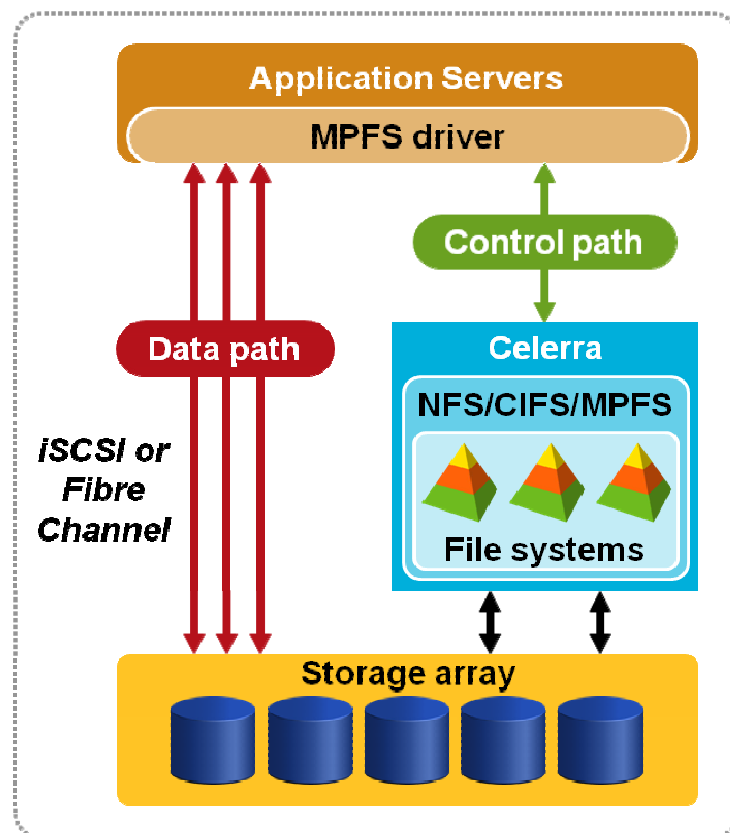 Application Servers
MPFS driver
Control path
Data path
Celerra
NFS/CIFS/MPFS
iSCSI or
Fibre
Channel
File systems
Storage array